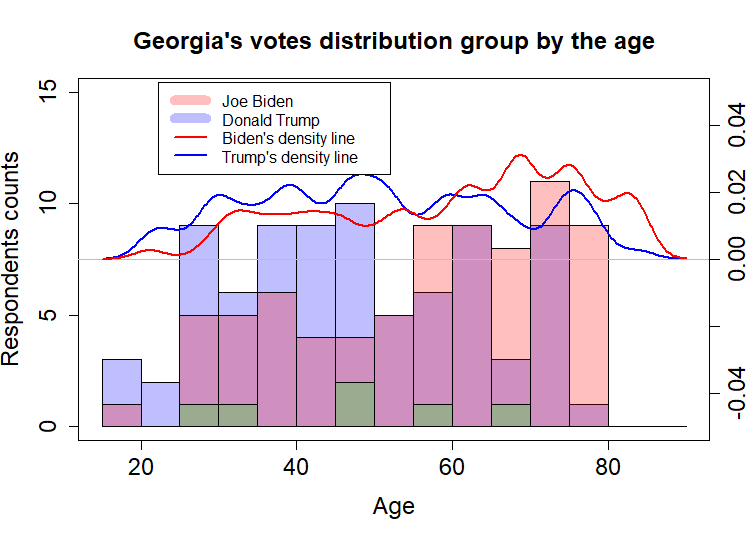 Georgia's votes distribution group by the age
Joe Biden
Donald Trump
Biden's density line
Trump's density line
Respondents counts
0
5
10
15
20
40
60
80
Age
-0.04
0.00
0.02
0.04